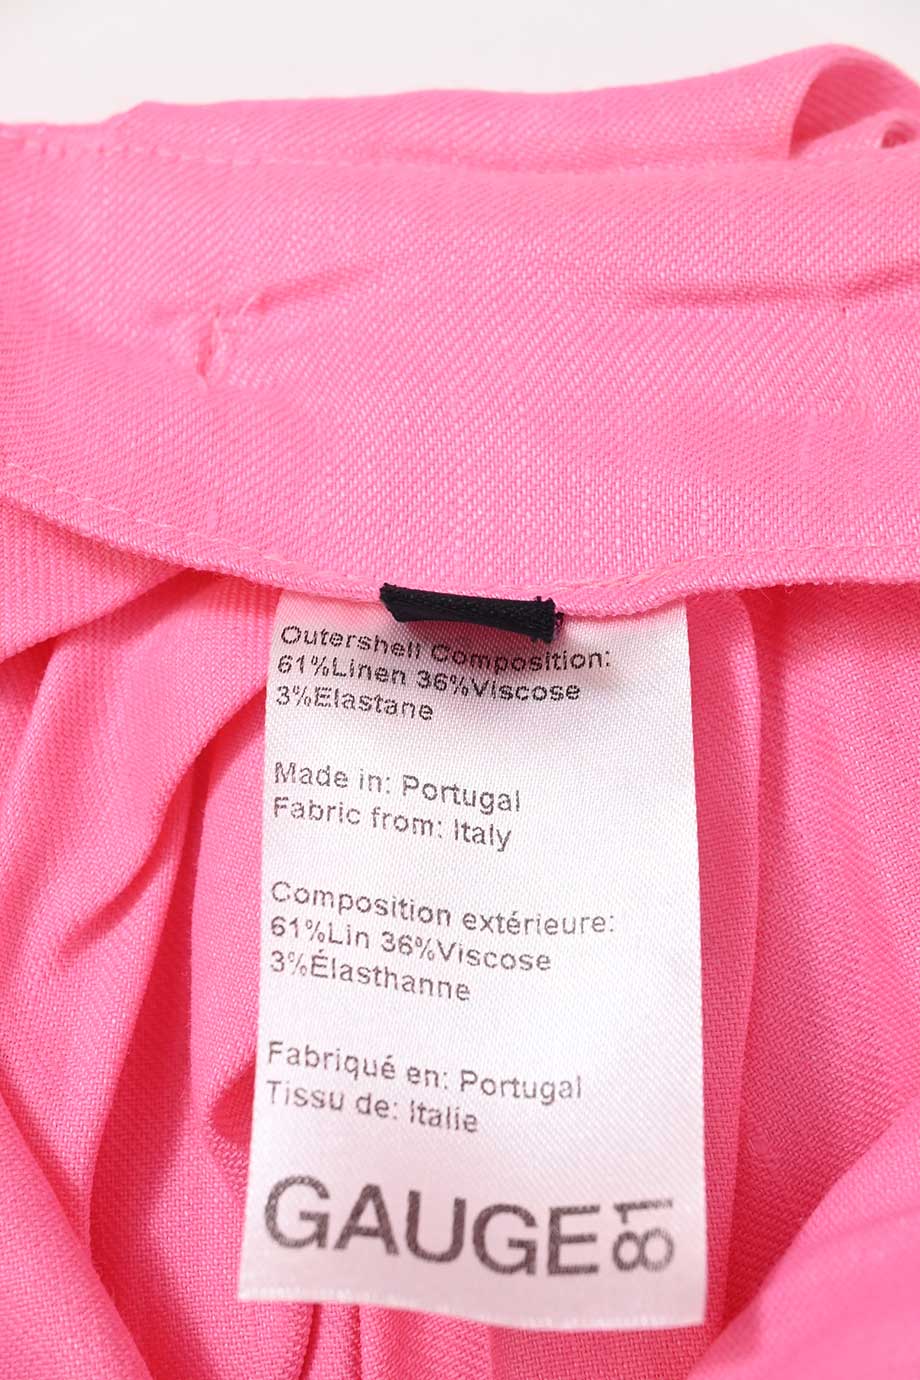 Outershell Composition:
61%Linen 36%Viscose
3%Elastane
Made in: Portugal
Fabric from: Italy
Composition extérieure:
61%Lin 36%Viscose
3%Élasthanne
Fabriqué en: Portugal
Tissu de: Italie
GAUGE81